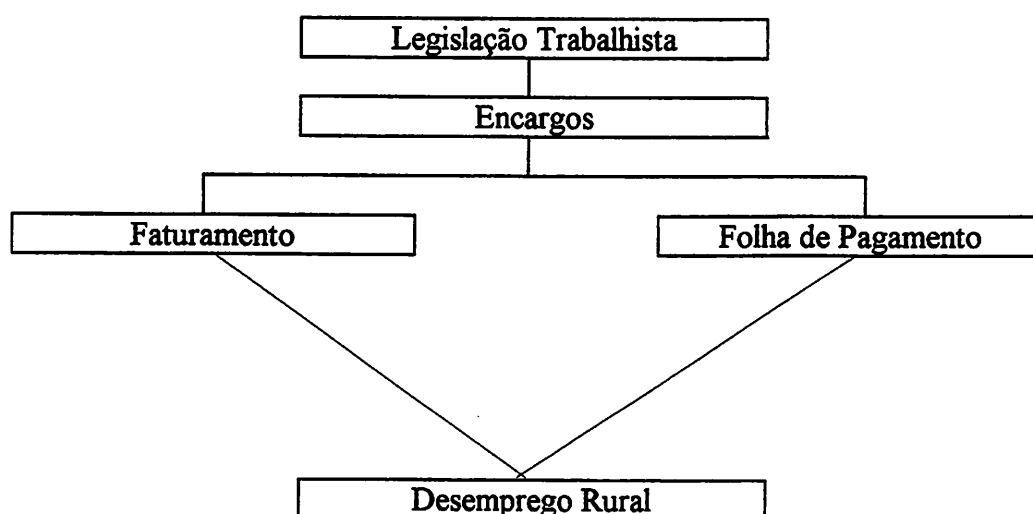 Legislação Trabalhista
Encargos
Faturamento
Folha de Pagamento
Desemprego Rural